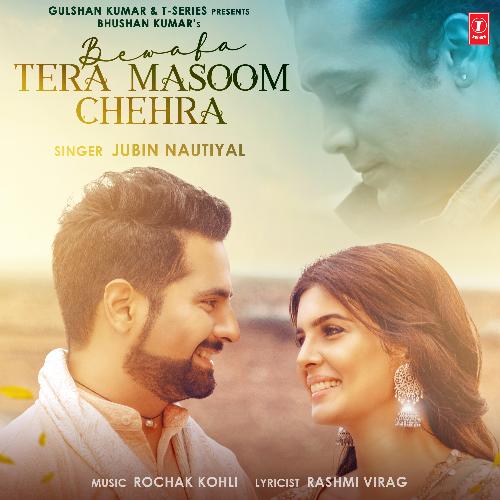 GULSHAN KUMAR & T-SERIES PRESENTS
BHUSHAN KUMAR's
Bewafa
TERA MASOOM
CHEHRA
SINGER JUBIN NAUTIYAL
T-SERIES
MUSIC ROCHAK KOHLI LYRICIST RASHMI VIRAG